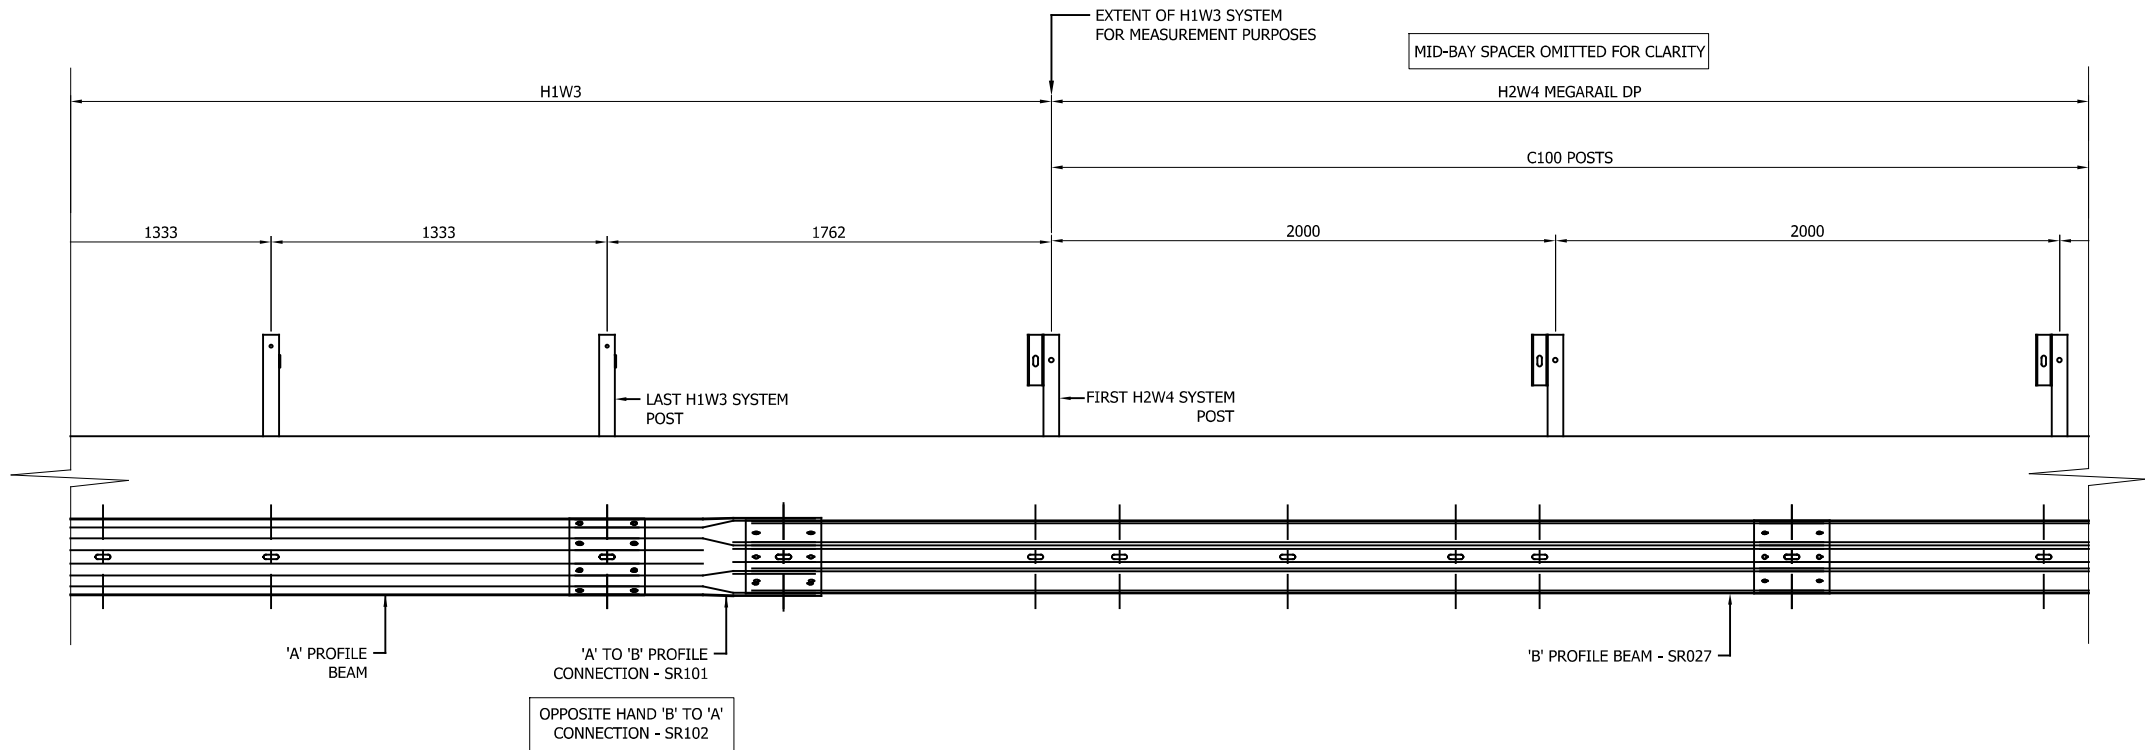 EXTENT OF H1W3 SYSTEM
FOR MEASUREMENT PURPOSES
MID-BAY SPACER OMITTED FOR CLARITY
H1W3
H2W4 MEGARAIL DP
C100 POSTS
1333
1333
1762
2000
2000
LAST H1W3 SYSTEM
POST
FIRST H2W4 SYSTEM
POST
'A' PROFILE
BEAM
'A' TO 'B' PROFILE
CONNECTION - SR101
'B' PROFILE BEAM - SR027
OPPOSITE HAND 'B' TO 'A'
CONNECTION - SR102